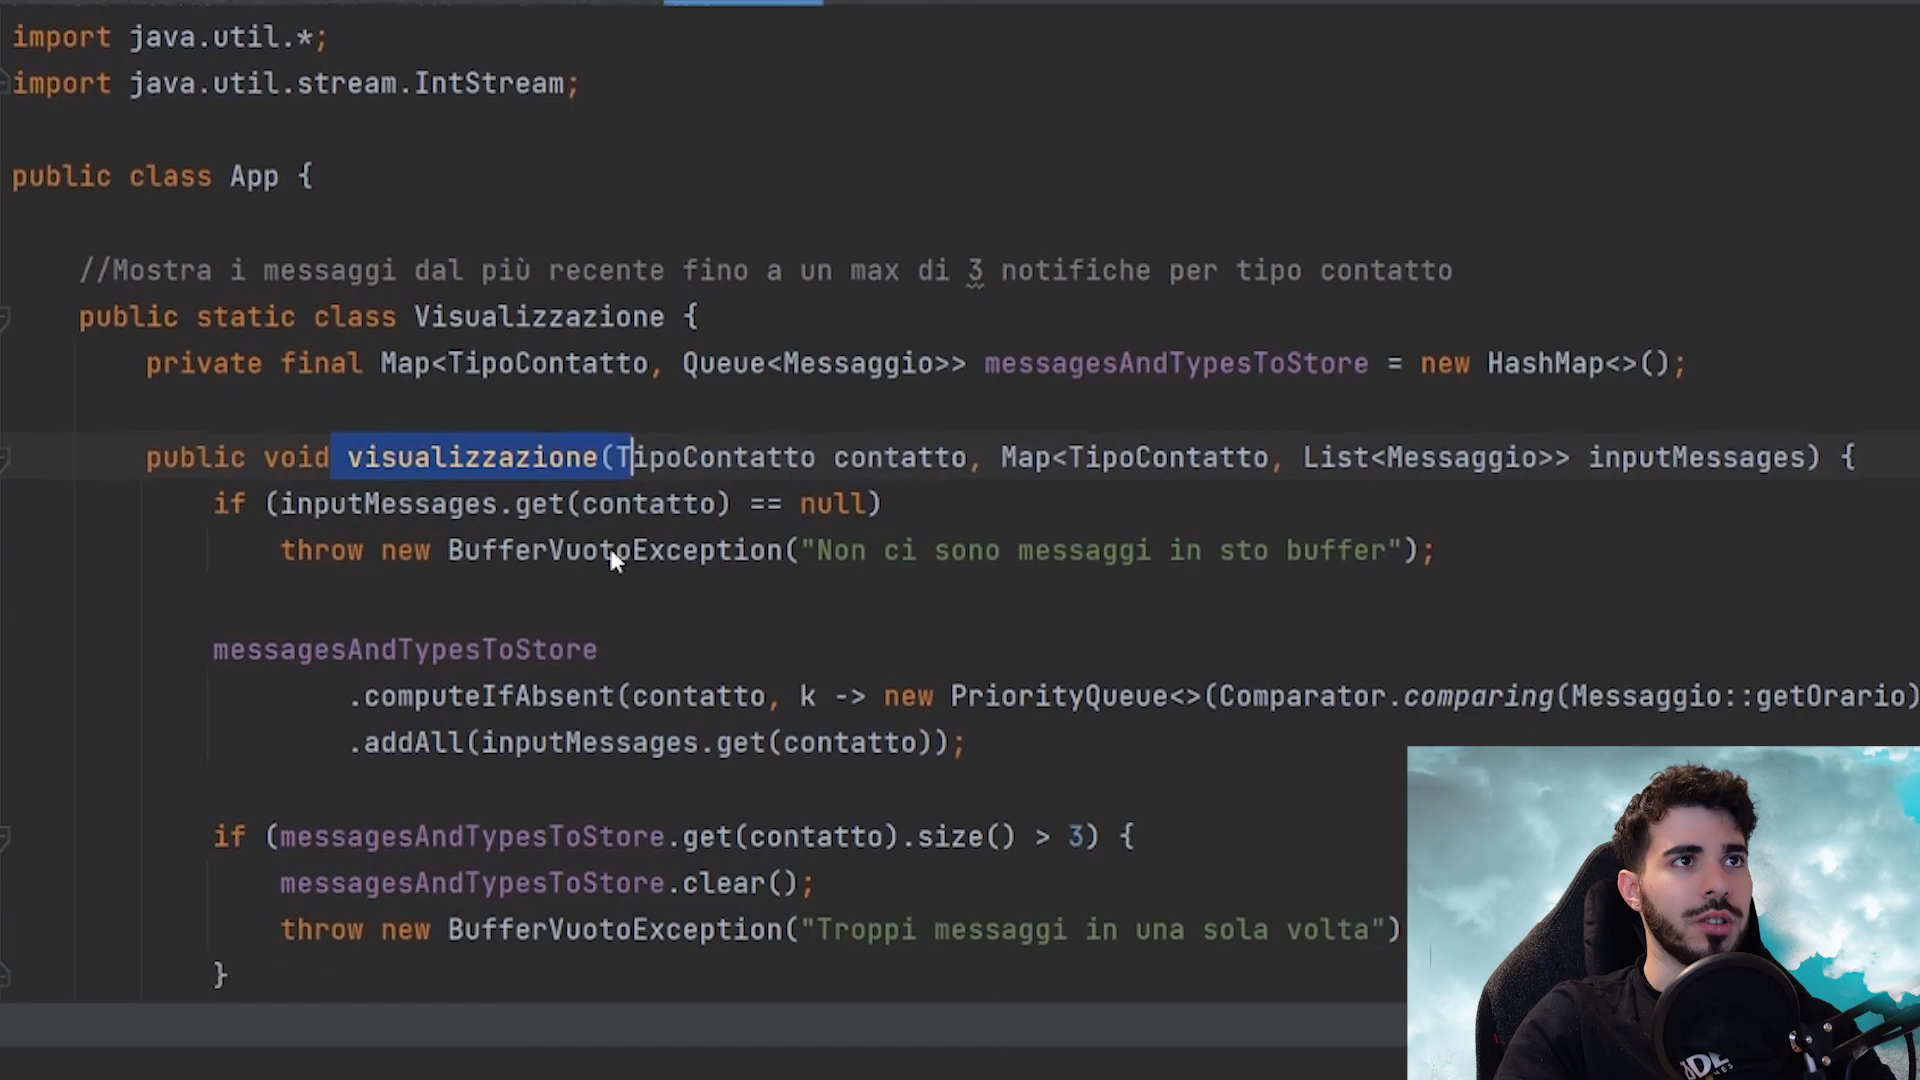 import java.util.*;
import java.util.stream.IntStream;
public class App {
//Mostra i messaggi dal più recente fino a un max di 3 notifiche per tipo contatto
public static class Visualizzazione {
private final Map<TipoContatto, Queue<Messaggio>> messagesAndTypesToStore = new HashMap<>();
public void visualizzazione(TipoContatto contatto, Map<TipoContatto, List<Messaggio>> inputMessages) {
if (inputMessages.get(contatto) == null)
throw new BufferVuotoException("Non ci sono messaggi in sto buffer");
messagesAndTypesToStore
.computeIfAbsent(contatto, k -> new PriorityQueue<>(Comparator.comparing(Messaggio::getOrario)
.addAll(inputMessages.get(contatto));
if (messagesAndTypesToStore.get(contatto).size() > 3) {
messagesAndTypesToStore.clear();
throw new BufferVuotoException("Troppi messaggi in una sola volta")
}